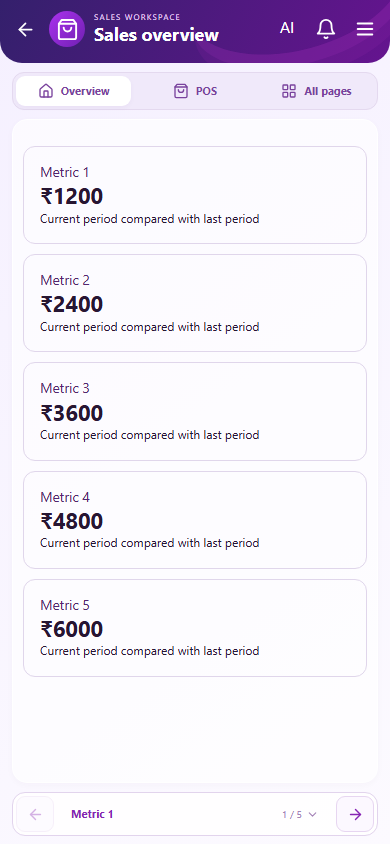 SALES WORKSPACE
Sales overview
AI
Overview
POS
All pages
Metric 1
₹1200
Current period compared with last period
Metric 2
₹2400
Current period compared with last period
Metric 3
₹3600
Current period compared with last period
Metric 4
₹4800
Current period compared with last period
Metric 5
₹6000
Current period compared with last period
Metric 1
1 / 5